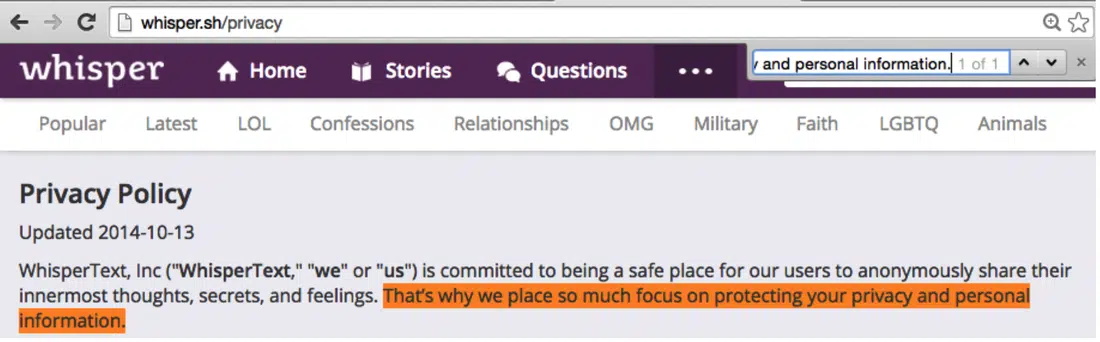 whisper.sh/privacy
whisper Home Stories Questions ••• y and personal information. 1 of 1 ×
Popular Latest LOL Confessions Relationships OMG Military Faith LGBTQ Animals
Privacy Policy
Updated 2014-10-13
WhisperText, Inc ("WhisperText," "we" or "us") is committed to being a safe place for our users to anonymously share their
innermost thoughts, secrets, and feelings. That's why we place so much focus on protecting your privacy and personal
information.